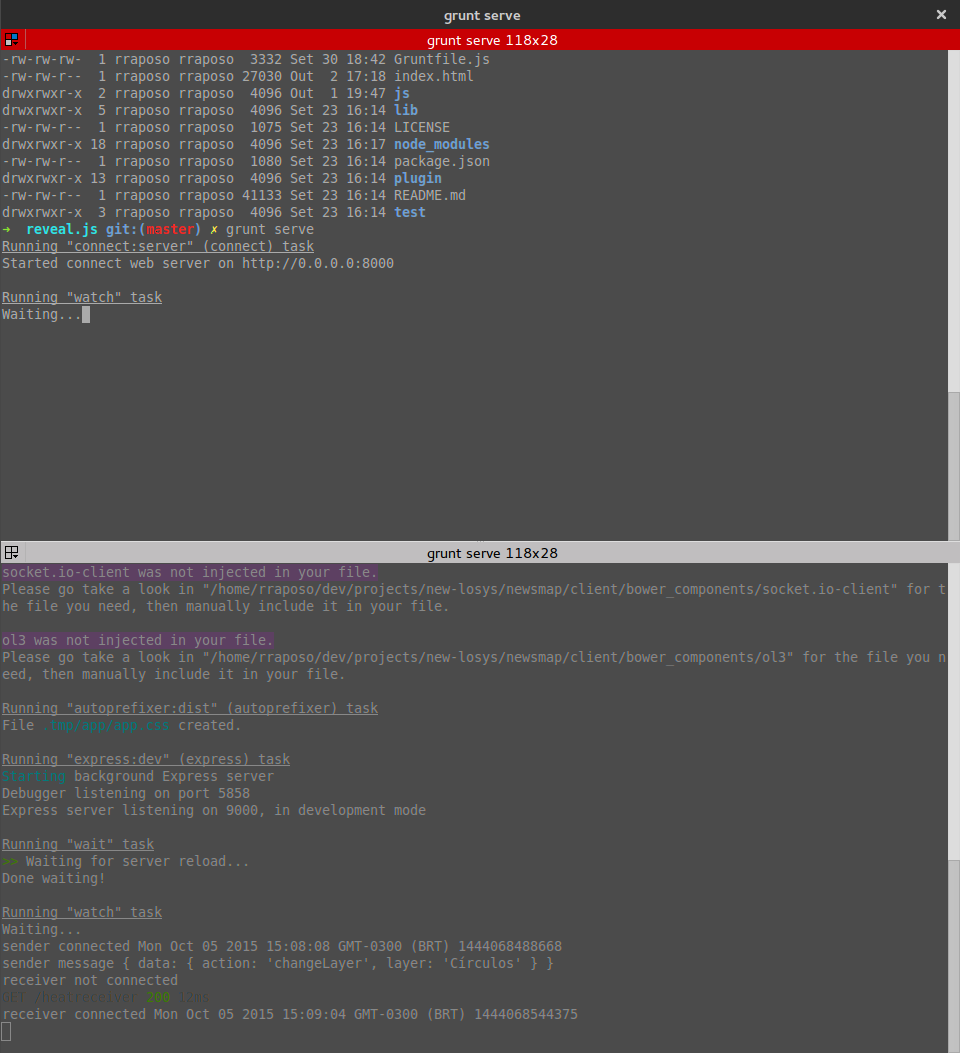 grunt serve
grunt serve 118x28
-rw-rw-rw-  1 rraposo rraposo  3332 Set 30 18:42 Gruntfile.js
-rw-rw-r--  1 rraposo rraposo 27030 Out  2 17:18 index.html
drwxrwxr-x  2 rraposo rraposo  4096 Out  1 19:47 js
drwxrwxr-x  5 rraposo rraposo  4096 Set 23 16:14 lib
-rw-rw-r--  1 rraposo rraposo  1075 Set 23 16:14 LICENSE
drwxrwxr-x 18 rraposo rraposo  4096 Set 23 16:17 node_modules
-rw-rw-r--  1 rraposo rraposo  1080 Set 23 16:14 package.json
drwxrwxr-x 13 rraposo rraposo  4096 Set 23 16:14 plugin
-rw-rw-r--  1 rraposo rraposo 41133 Set 23 16:14 README.md
drwxrwxr-x  3 rraposo rraposo  4096 Set 23 16:14 test
→  reveal.js git:(master) ✗ grunt serve
Running "connect:server" (connect) task
Started connect web server on http://0.0.0.0:8000
Running "watch" task
Waiting...
grunt serve 118x28
socket.io-client was not injected in your file.
Please go take a look in "/home/rraposo/dev/projects/new-losys/newsmap/client/bower_components/socket.io-client" for t
he file you need, then manually include it in your file.
ol3 was not injected in your file.
Please go take a look in "/home/rraposo/dev/projects/new-losys/newsmap/client/bower_components/ol3" for the file you n
eed, then manually include it in your file.
Running "autoprefixer:dist" (autoprefixer) task
File .tmp/app/app.css created.
Running "express:dev" (express) task
Starting background Express server
Debugger listening on port 5858
Express server listening on 9000, in development mode
Running "wait" task
>> Waiting for server reload...
Done waiting!
Running "watch" task
Waiting...
sender connected Mon Oct 05 2015 15:08:08 GMT-0300 (BRT) 1444068488668
sender message { data: { action: 'changeLayer', layer: 'Círculos' } }
receiver not connected
GET /heatreceiver 200 12ms
receiver connected Mon Oct 05 2015 15:09:04 GMT-0300 (BRT) 1444068544375